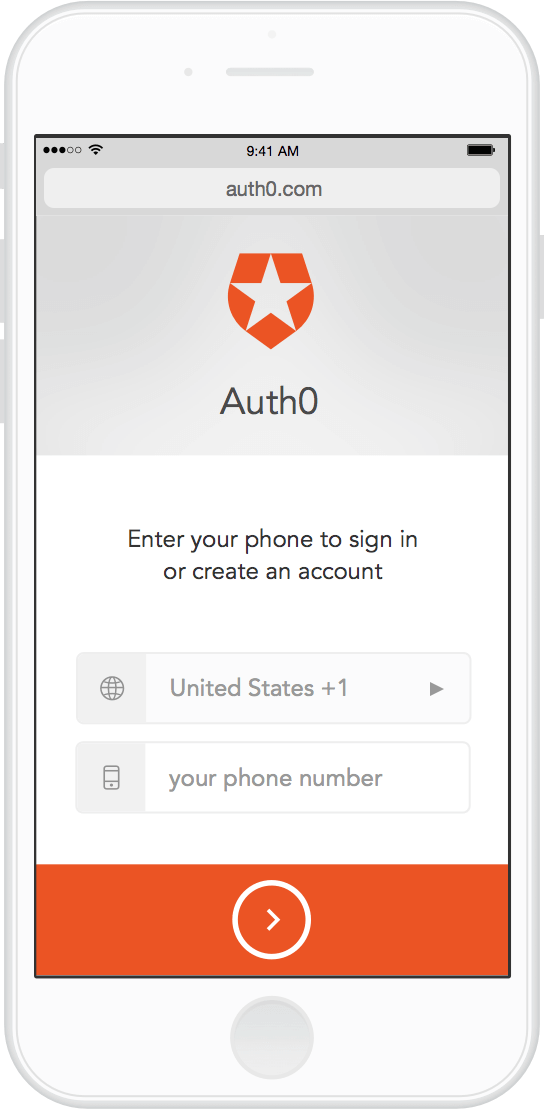 9:41 AM
auth0.com
Auth0
Enter your phone to sign in
or create an account
United States +1
your phone number